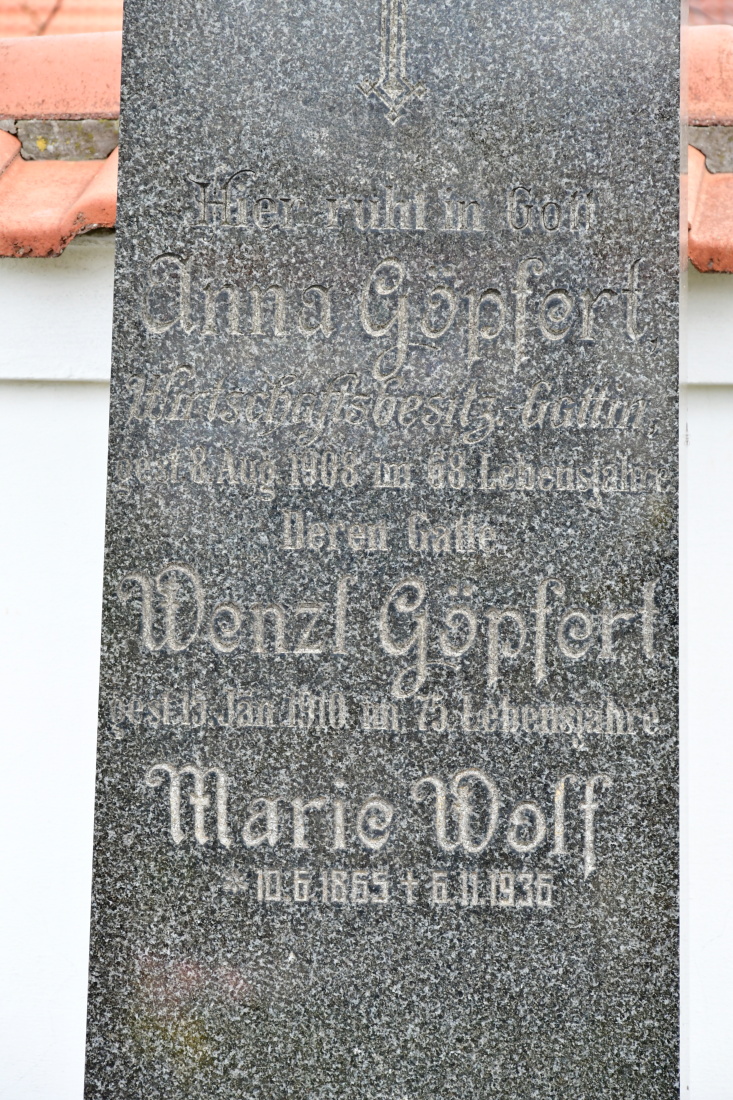 Hier ruht in Gott
Anna Göpfert
Wirtschaftsbesitz. Gattin,
gest. 8. Aug. 1908 im 68. Lebensjahre.
Deren Gatte
Wenzl Göpfert
gest. 15. Jan. 1910 im 75. Lebensjahre.
Marie Wolf
* 10.6.1865 † 6.11.1936